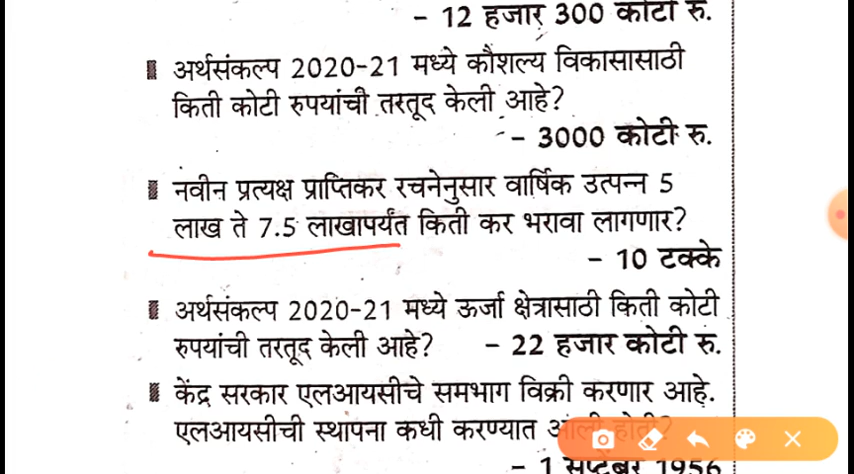 - 12 हजार 300 कोटी रु.
अर्थसंकल्प 2020-21 मध्ये कौशल्य विकासासाठी
किती कोटी रुपयांची तरतूद केली आहे?
- 3000 कोटी रु.
नवीन प्रत्यक्ष प्राप्तिकर रचनेनुसार वार्षिक उत्पन्न 5
लाख ते 7.5 लाखापर्यंत किती कर भरावा लागणार?
- 10 टक्के
अर्थसंकल्प 2020-21 मध्ये ऊर्जा क्षेत्रासाठी किती कोटी
रुपयांची तरतूद केली आहे? - 22 हजार कोटी रु.
केंद्र सरकार एलआयसीचे समभाग विक्री करणार आहे.
एलआयसीची स्थापना कधी करण्यात आली होती?
- 1 सप्टेंबर 1956